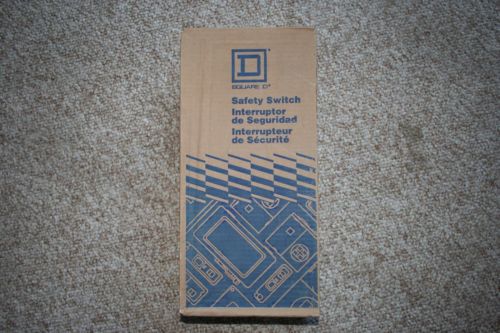 D
SQUARE D®
Safety Switch
Interruptor
de Seguridad
Interrupteur
de Sécurité